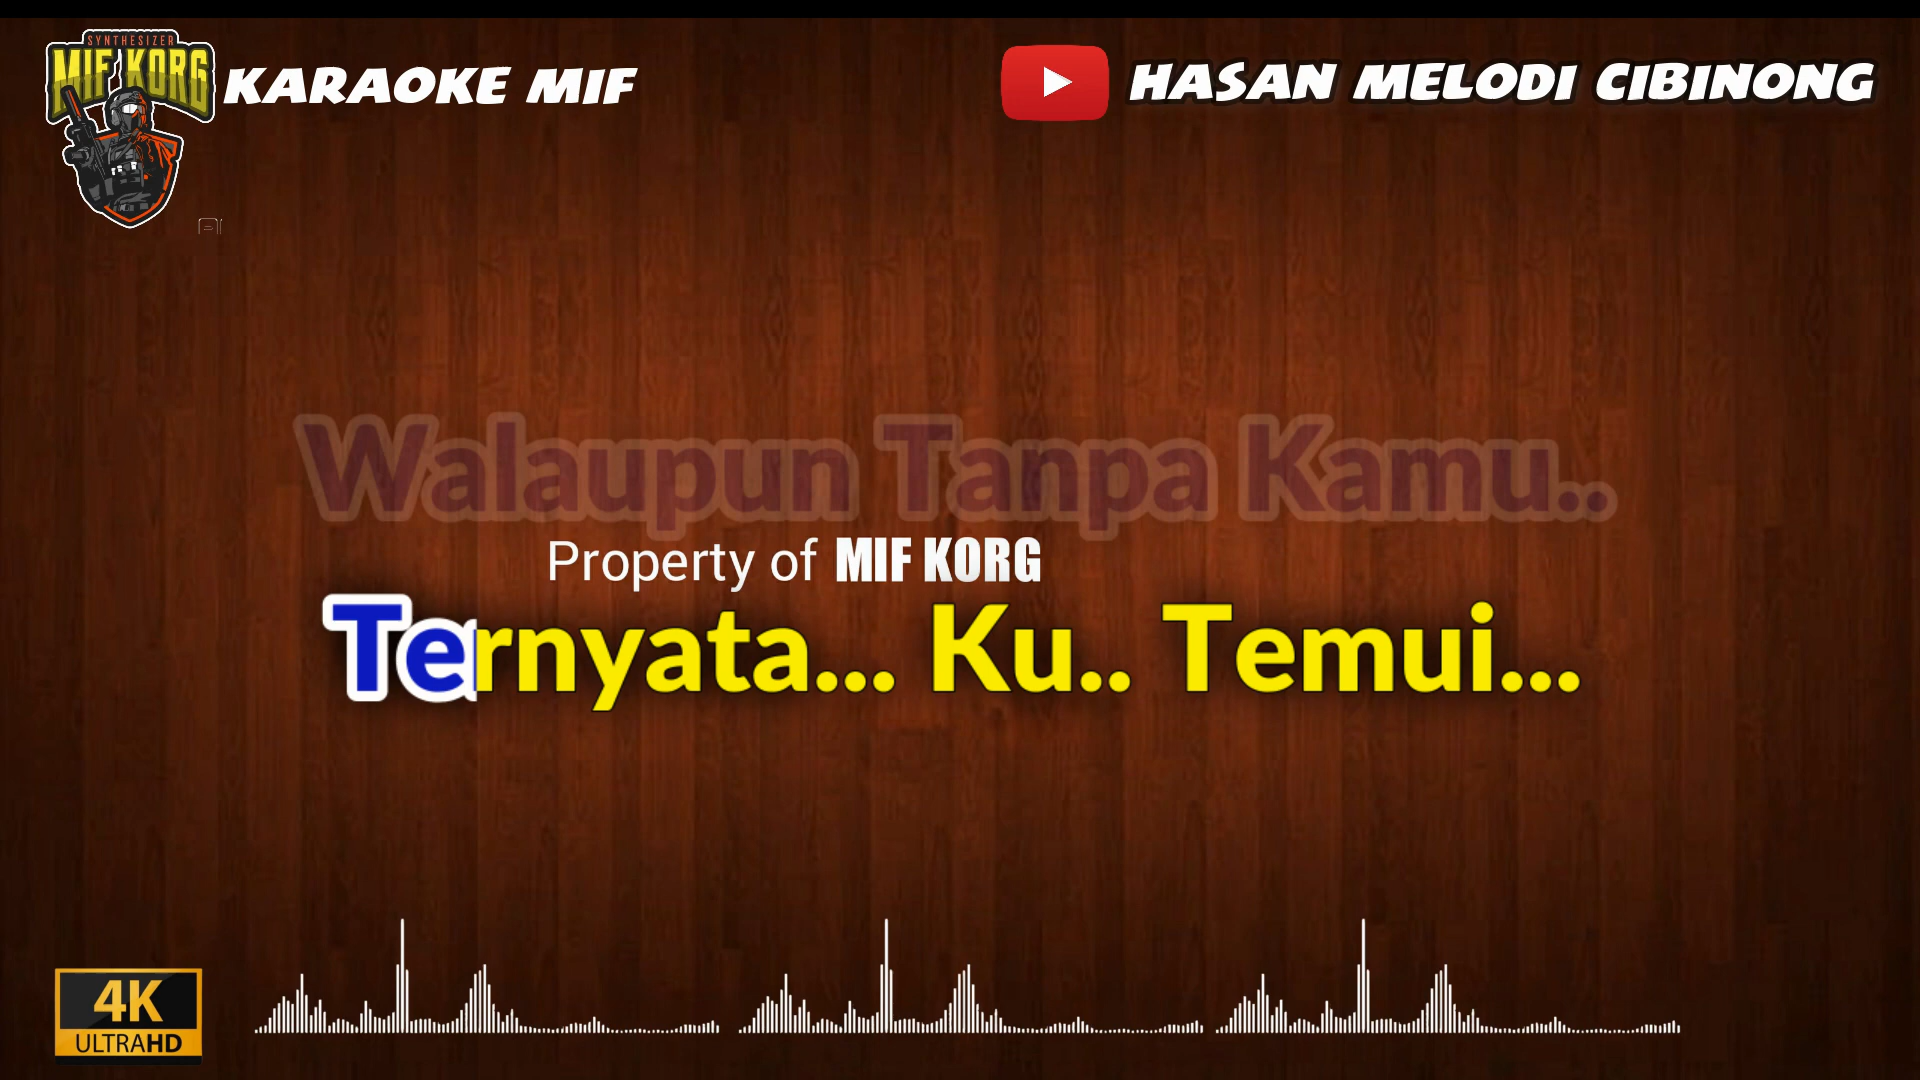 SYNTHESIZER
MIF KORG
KARAOKE MIF
HASAN MELODI CIBINONG
Walaupun Tanpa Kamu..
Property of MIF KORG
Ternyata... Ku.. Temui...
4K
ULTRAHD